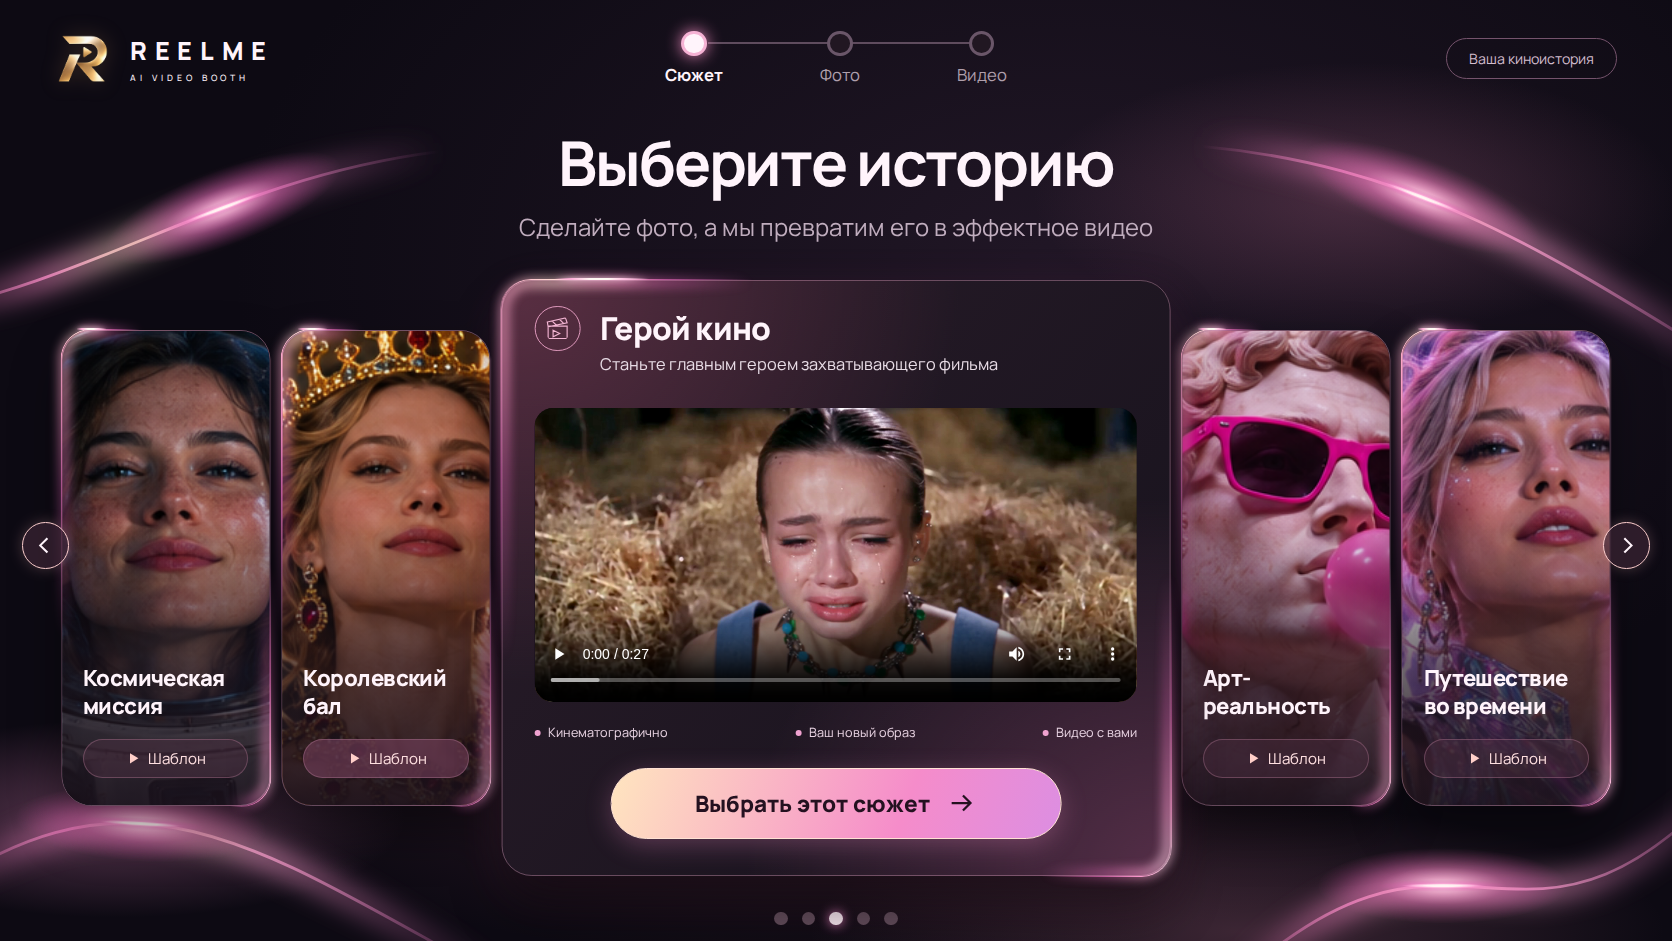 REELME
AI VIDEO BOOTH
Сюжет
Фото
Видео
Ваша киноистория
Выберите историю
Сделайте фото, а мы превратим его в эффектное видео
Космическая
миссия
Шаблон
Королевский
бал
Шаблон
Герой кино
Станьте главным героем захватывающего фильма
0:00 / 0:27
Кинематографично
Ваш новый образ
Видео с вами
Выбрать этот сюжет
Арт-
реальность
Шаблон
Путешествие
во времени
Шаблон